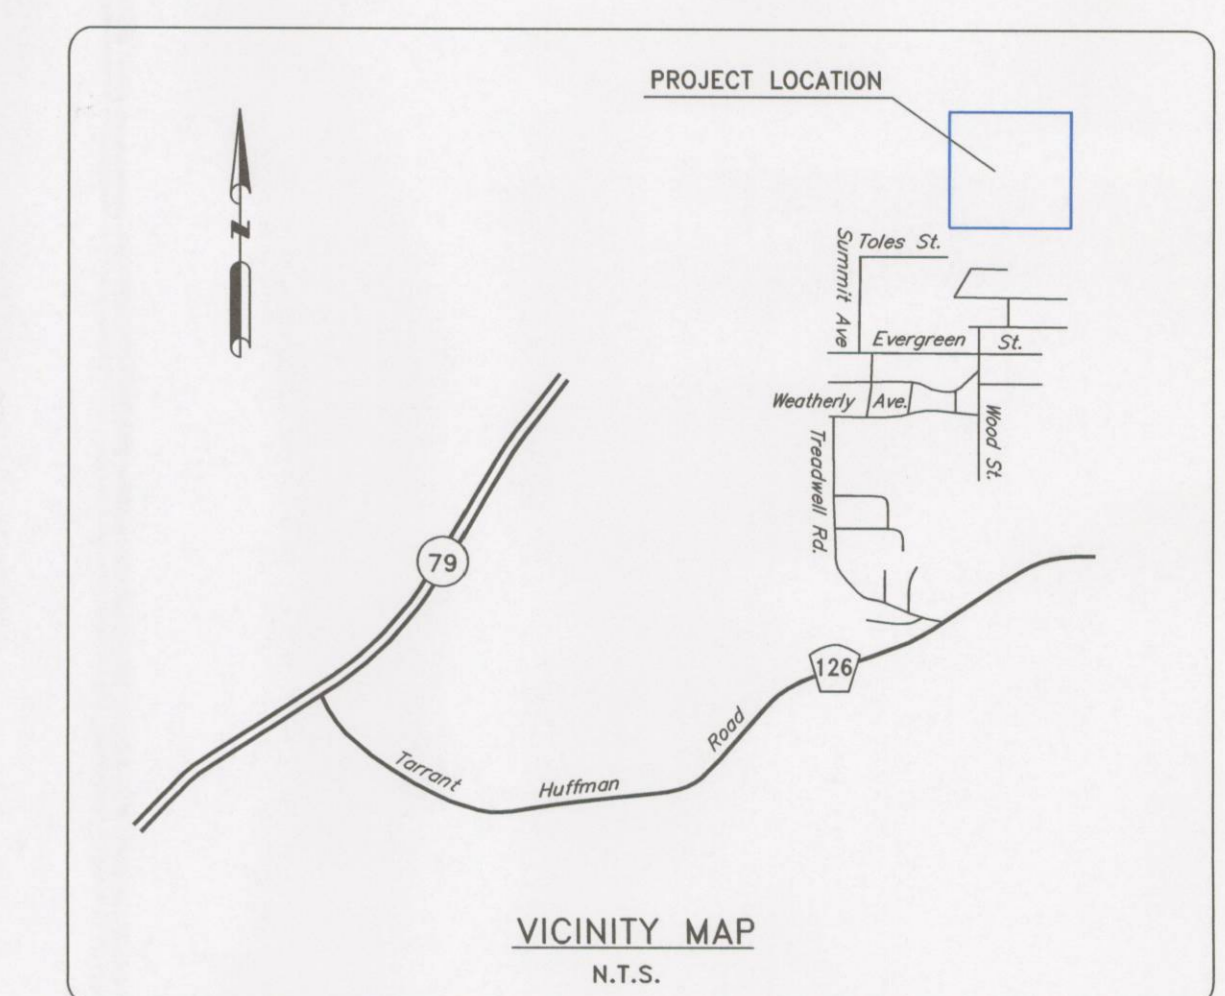 PROJECT LOCATION
N
Toles St.
Summit Ave
Evergreen St.
Weatherly Ave.
Wood St.
Treadwell Rd.
79
126
Tarrant Huffman Road
VICINITY MAP
N.T.S.